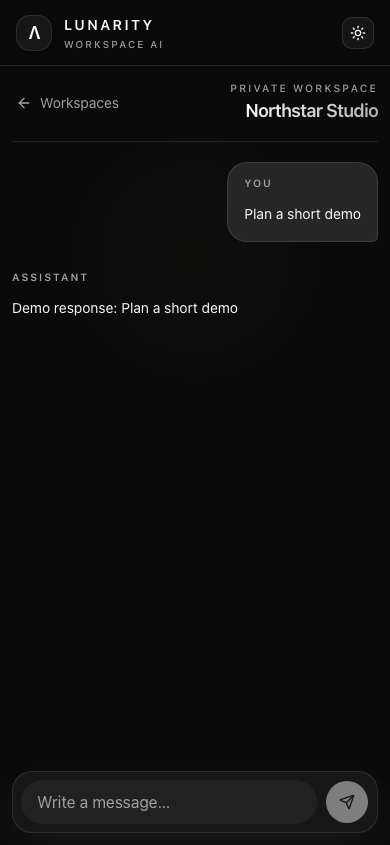 Λ
LUNARITY
WORKSPACE AI
Workspaces
PRIVATE WORKSPACE
Northstar Studio
YOU
Plan a short demo
ASSISTANT
Demo response: Plan a short demo
Write a message...